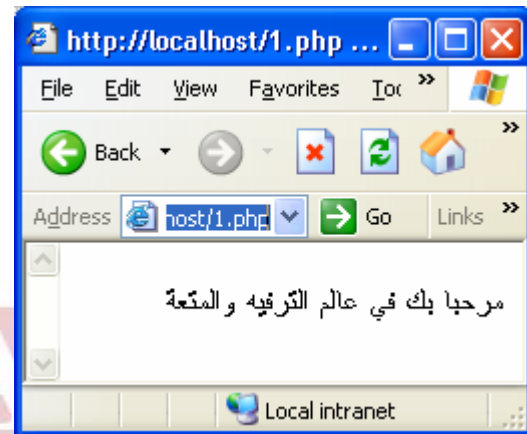 http://localhost/1.php ...
File Edit View Favorites Too »
Back »
Address host/1.php Go Links »
مرحبا بك في عالم الترفيه والمتعة
Local intranet